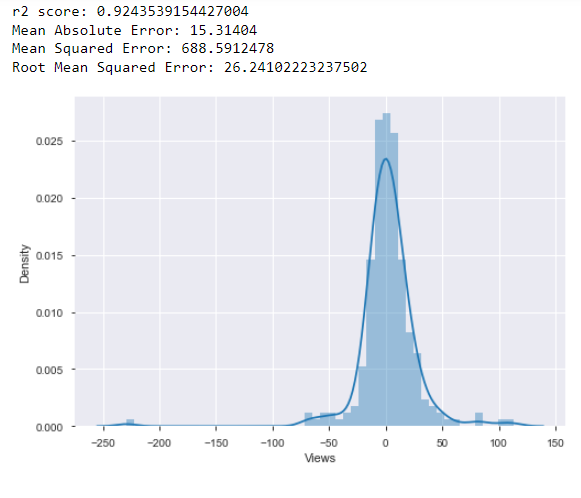 r2 score: 0.9243539154427004
Mean Absolute Error: 15.31404
Mean Squared Error: 688.5912478
Root Mean Squared Error: 26.24102223237502
0.025
0.020
0.015
0.010
0.005
0.000
Density
−250 −200 −150 −100 −50 0 50 100 150
Views